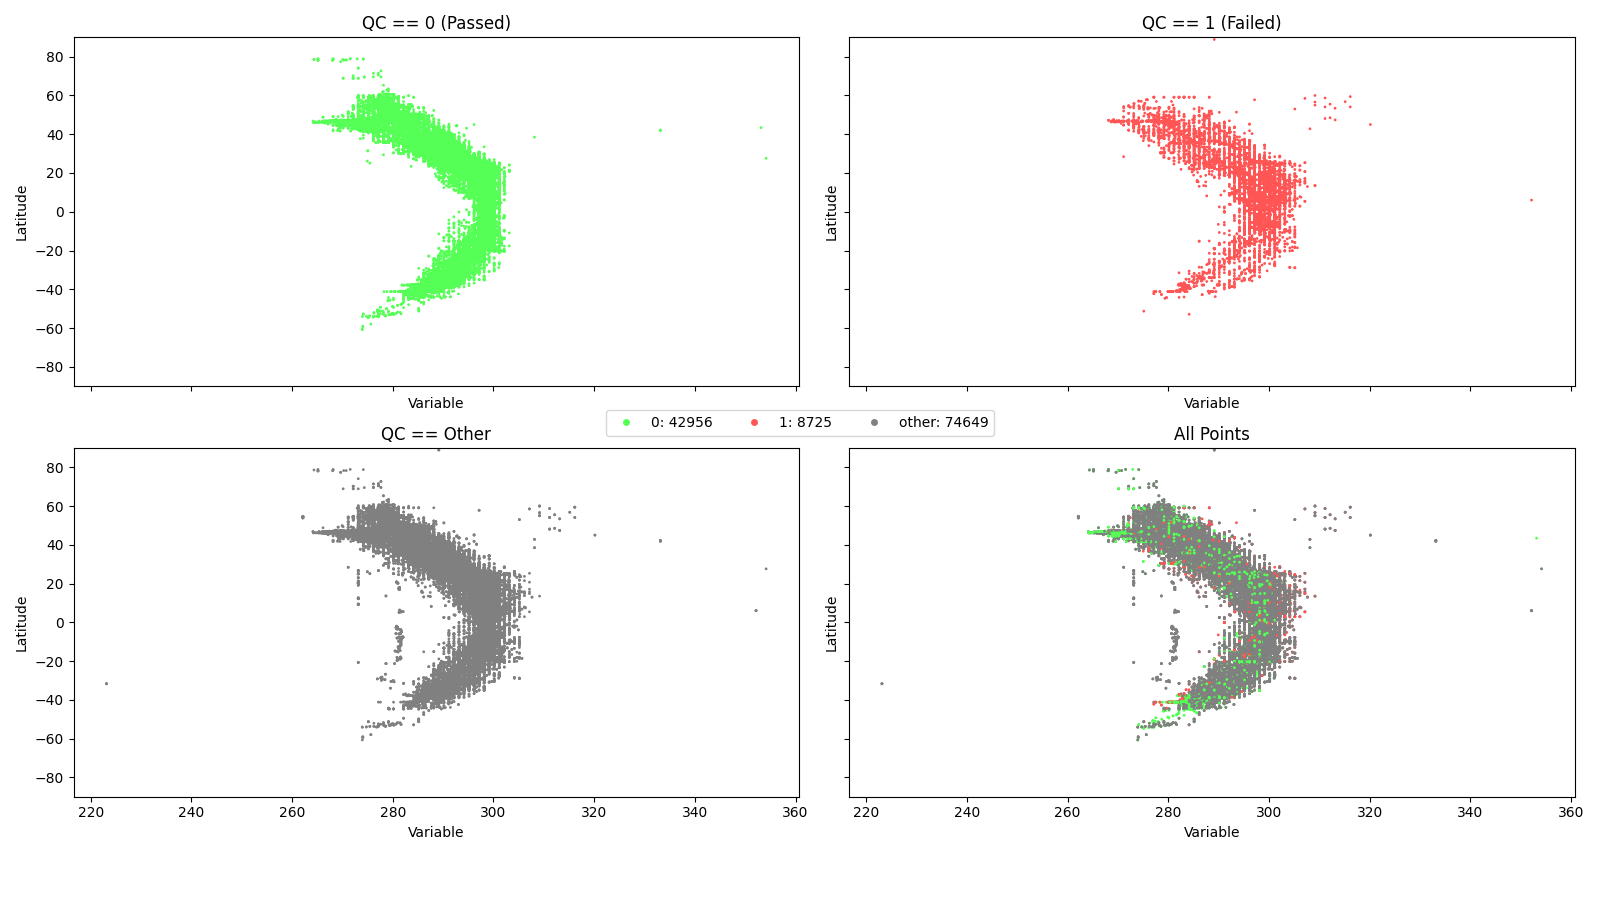 QC == 0 (Passed)
QC == 1 (Failed)
80
60
40
20
0
−20
−40
−60
−80
Latitude
Latitude
Variable
Variable
0: 42956 1: 8725 other: 74649
QC == Other
All Points
80
60
40
20
0
−20
−40
−60
−80
Latitude
Latitude
220 240 260 280 300 320 340 360
220 240 260 280 300 320 340 360
Variable
Variable